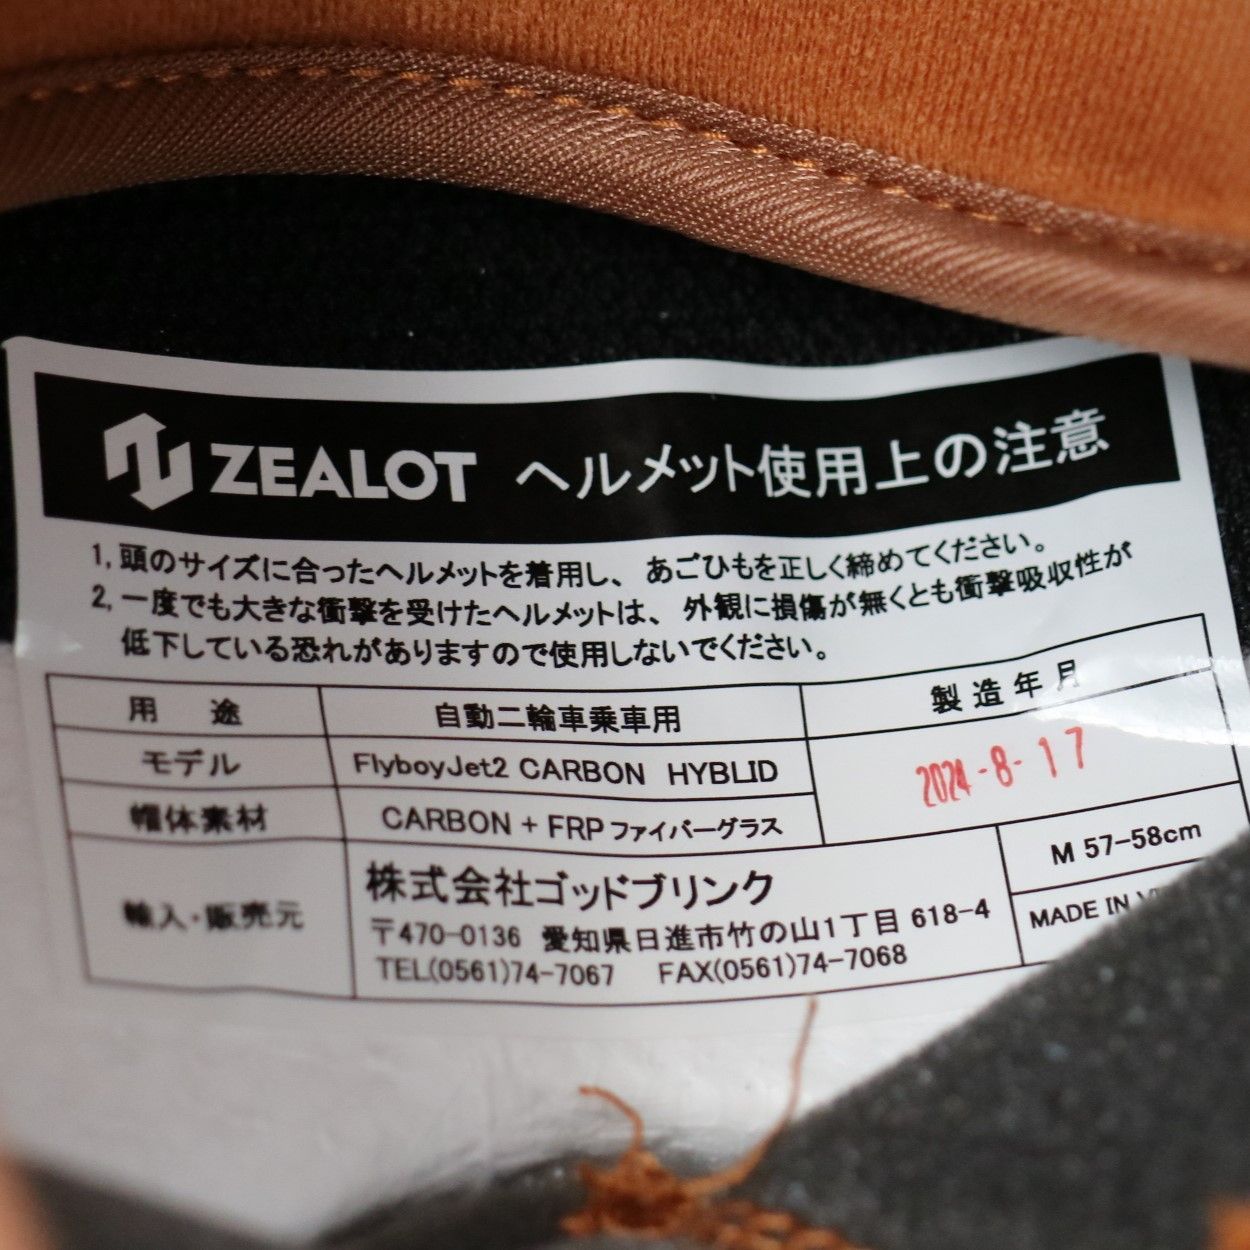 ZEALOT ヘルメット使用上の注意
1, 頭のサイズに合ったヘルメットを着用し、あごひもを正しく締めてください。
2, 一度でも大きな衝撃を受けたヘルメットは、外観に損傷が無くとも衝撃吸収性が
低下している恐れがありますので使用しないでください。
用 途 自動二輪車乗車用 製造年月
モデル FlyboyJet2 CARBON HYBLID 2024-8-17
帽体素材 CARBON + FRPファイバーグラス
M 57-58cm
輸入・販売元 株式会社ゴッドブリンク
〒470-0136 愛知県日進市竹の山1丁目 618-4
TEL(0561)74-7067 FAX(0561)74-7068
MADE IN